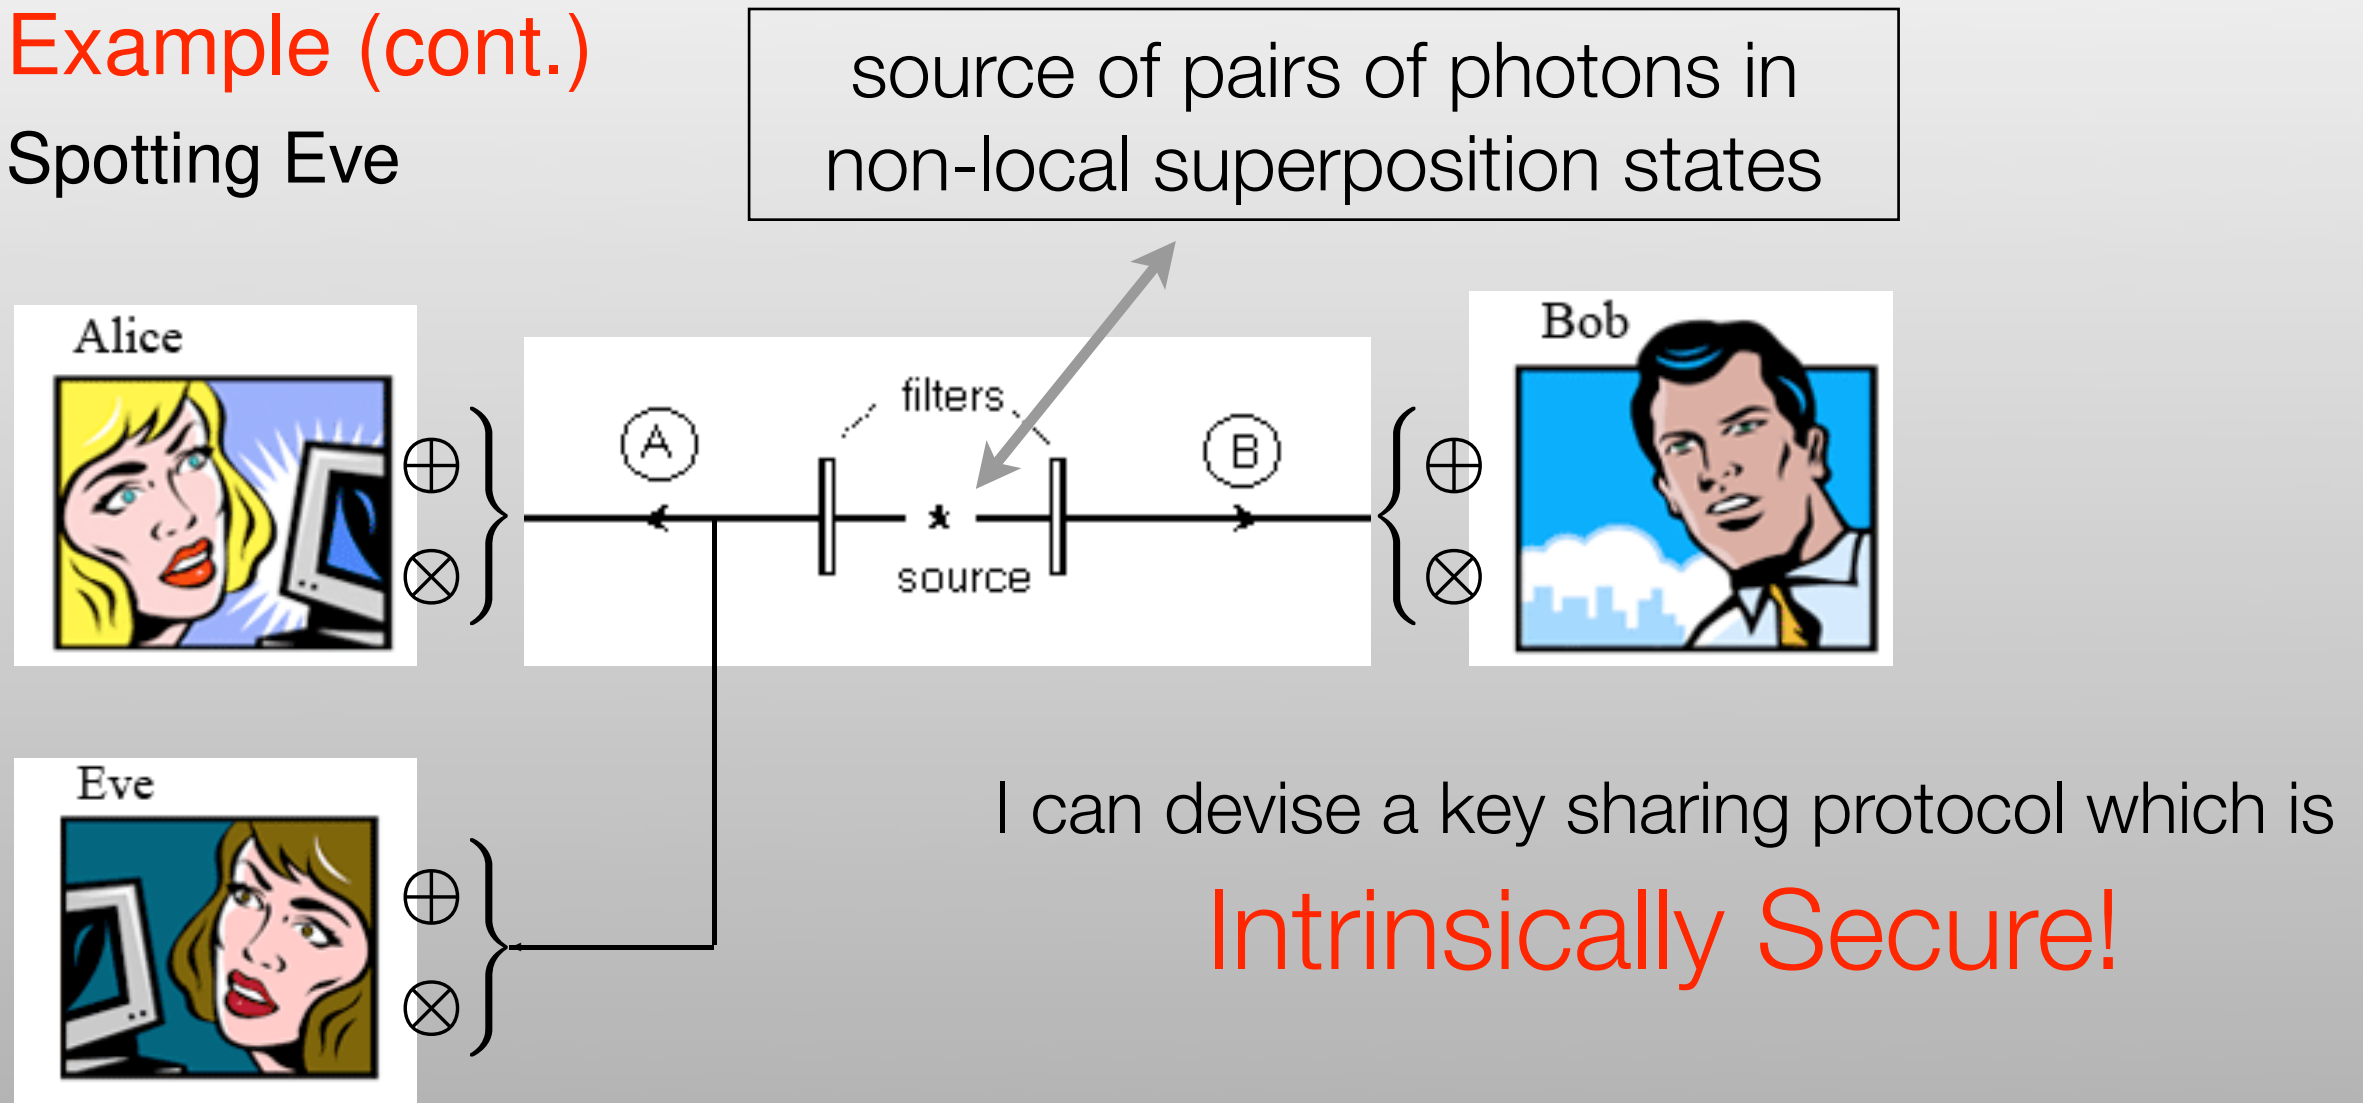 Example (cont.)
Spotting Eve
source of pairs of photons in
non-local superposition states
Alice
Bob
filters
A
B
source
Eve
I can devise a key sharing protocol which is
Intrinsically Secure!